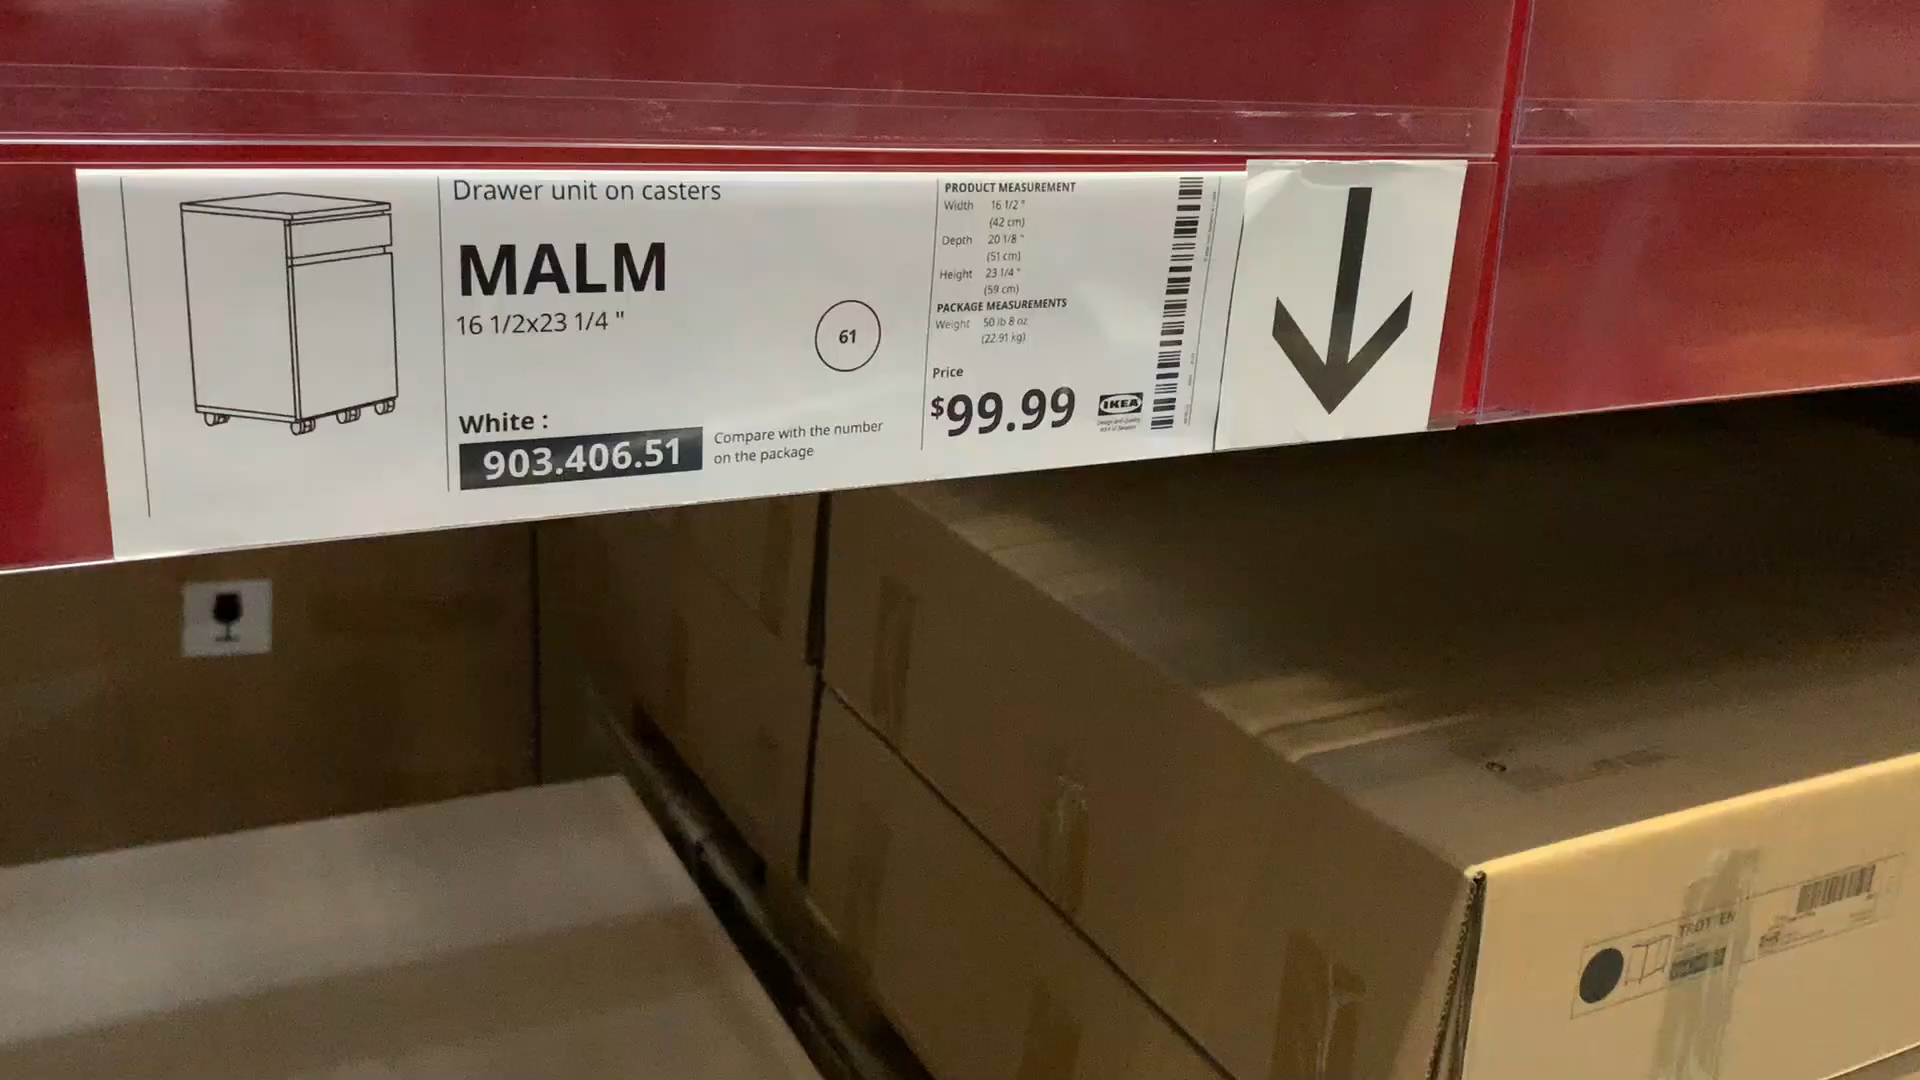 Drawer unit on casters
MALM
16 1/2x23 1/4 "
61
White :
903.406.51
Compare with the number
on the package
PRODUCT MEASUREMENT
Width 16 1/2 "
(42 cm)
Depth 20 1/8 "
(51 cm)
Height 23 1/4 "
(59 cm)
PACKAGE MEASUREMENTS
Weight 50 lb 8 oz
(22.91 kg)
Price
$99.99
IKEA
Design and Quality
IKEA of Sweden